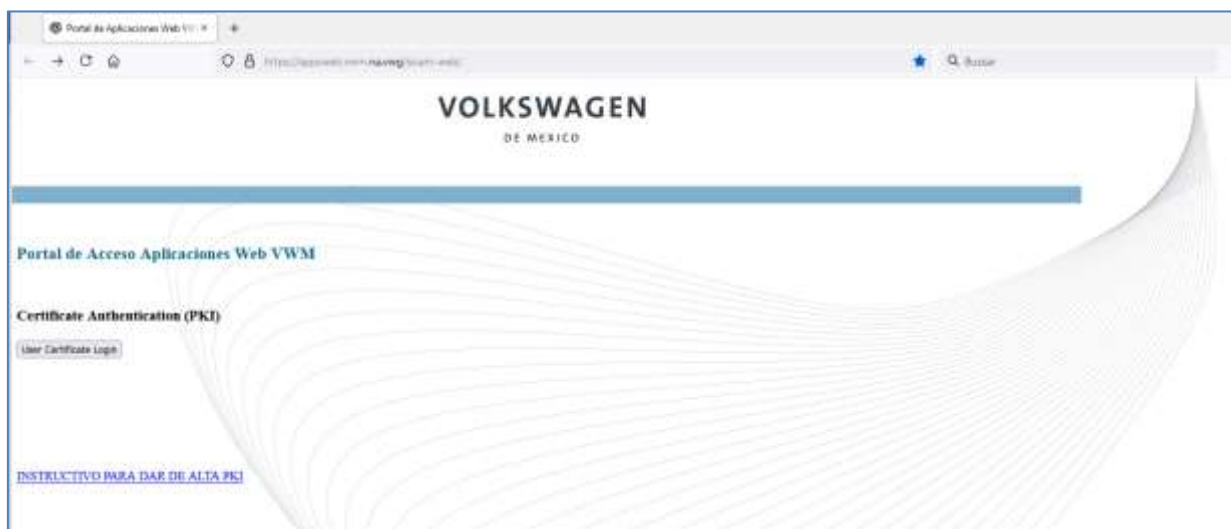 Portal de Aplicaciones Web
Buscar
VOLKSWAGEN
DE MEXICO
Portal de Acceso Aplicaciones Web VWM
Certificate Authentication (PKI)
User Certificate Login
INSTRUCTIVO PARA DAR DE ALTA PKI